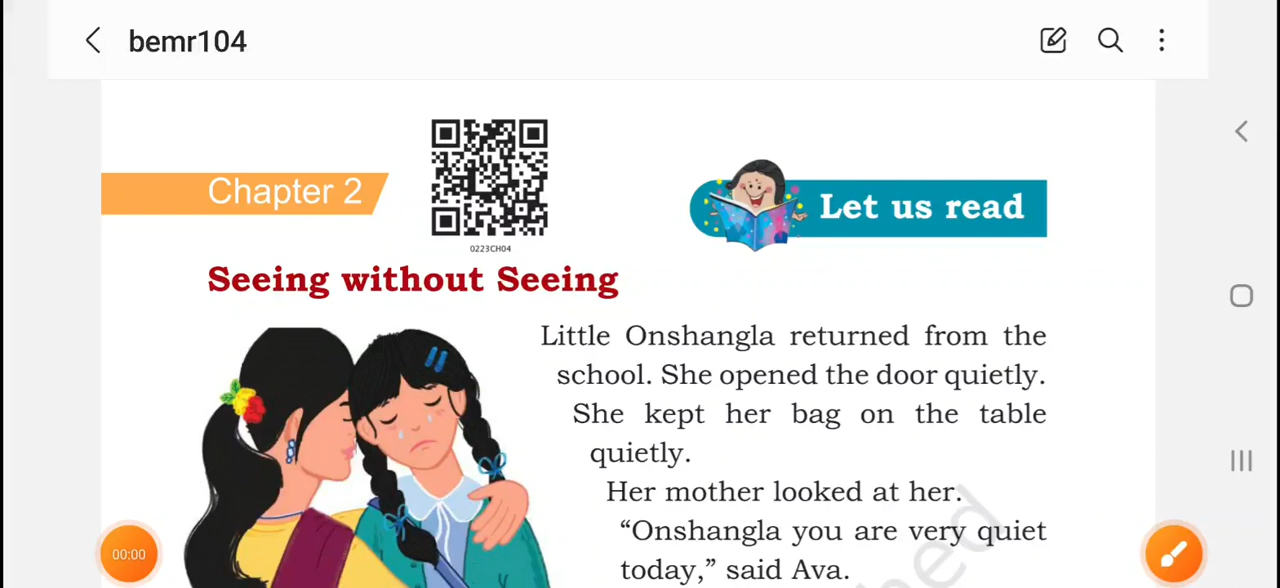 bemr104
Chapter 2
0223CH04
Let us read
Seeing without Seeing
Little Onshangla returned from the
school. She opened the door quietly.
She kept her bag on the table
quietly.
Her mother looked at her.
“Onshangla you are very quiet
today,” said Ava.
00:00